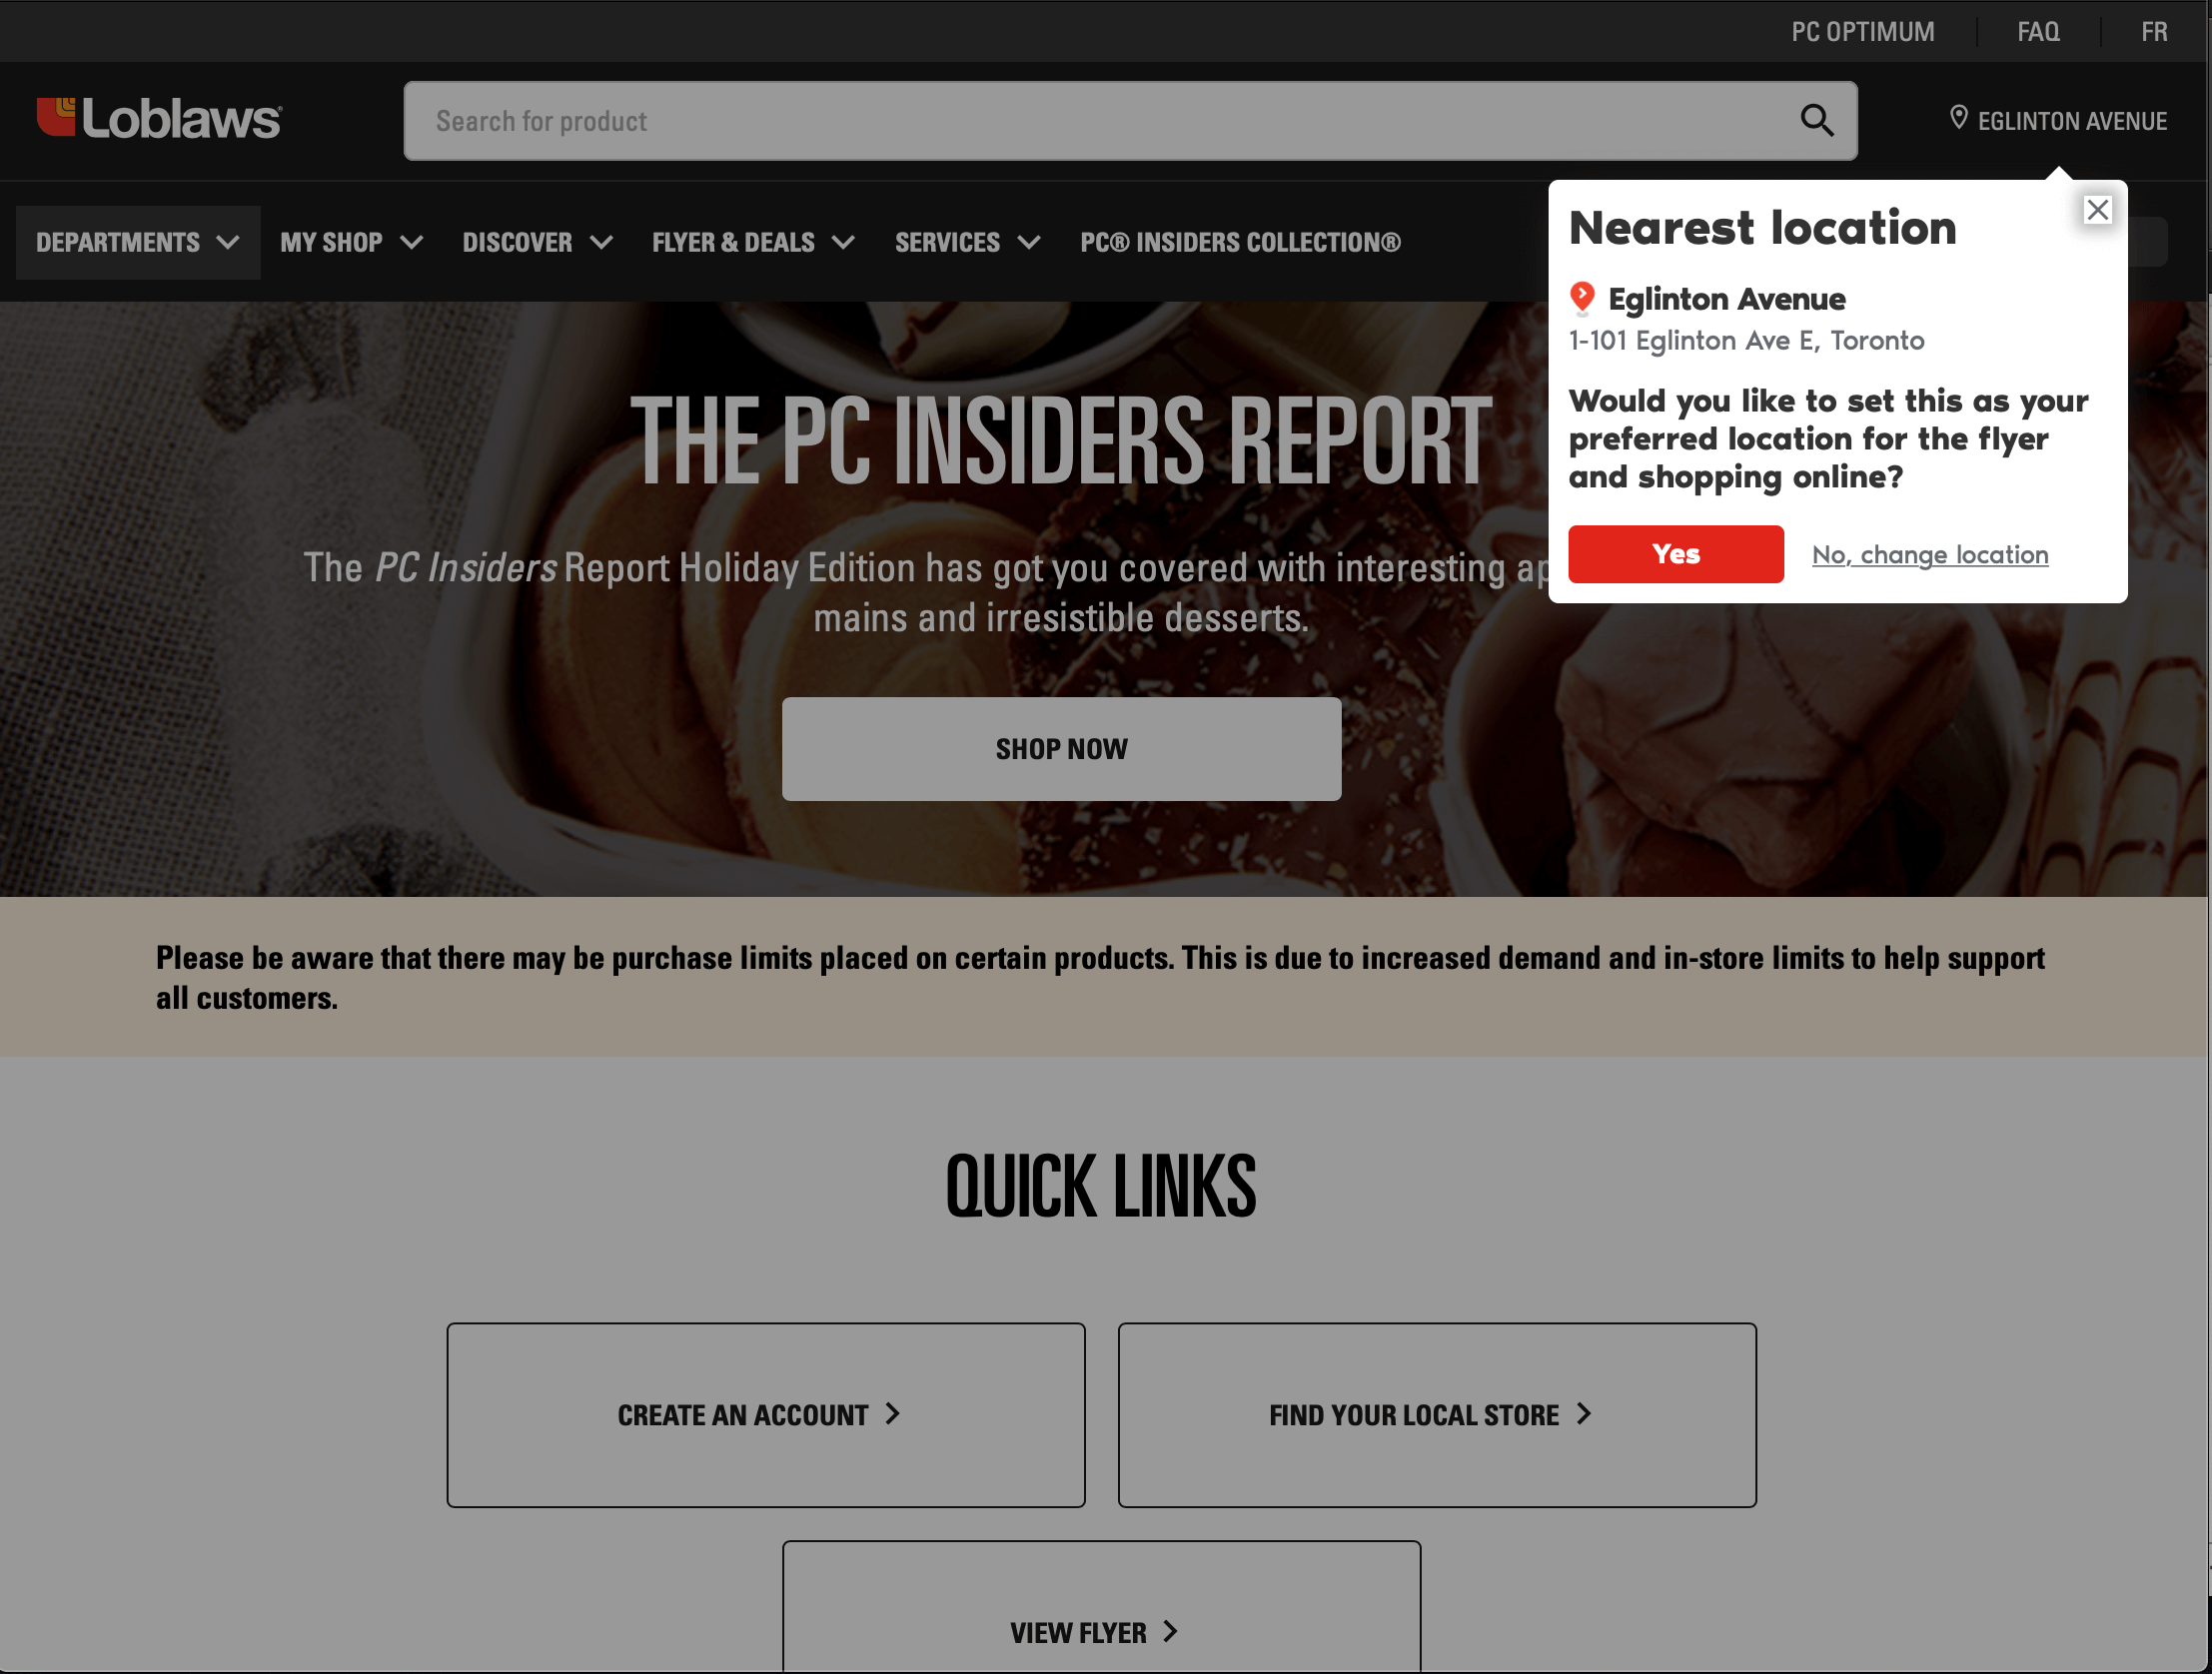 PC OPTIMUM
FAQ
FR
Loblaws
Search for product
EGLINTON AVENUE
DEPARTMENTS
MY SHOP
DISCOVER
FLYER & DEALS
SERVICES
PC® INSIDERS COLLECTION®
Nearest location
Eglinton Avenue
1-101 Eglinton Ave E, Toronto
Would you like to set this as your
preferred location for the flyer
and shopping online?
Yes
No, change location
THE PC INSIDERS REPORT
The PC Insiders Report Holiday Edition has got you covered with interesting
mains and irresistible desserts.
SHOP NOW
Please be aware that there may be purchase limits placed on certain products. This is due to increased demand and in-store limits to help support
all customers.
QUICK LINKS
CREATE AN ACCOUNT
FIND YOUR LOCAL STORE
VIEW FLYER